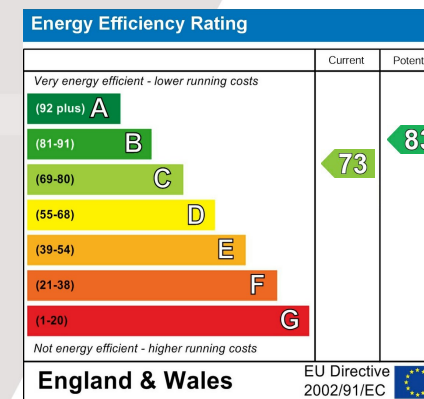 Energy Efficiency Rating
Current Potent
Very energy efficient - lower running costs
(92 plus) A
(81-91) B
(69-80) C
(55-68) D
(39-54) E
(21-38) F
(1-20) G
73
83
Not energy efficient - higher running costs
England & Wales
EU Directive
2002/91/EC